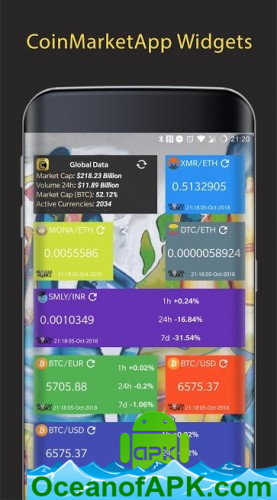 CoinMarketApp Widgets
21:20
Global Data
Market Cap: $218.23 Billion
Volume 24h: $11.89 Billion
Market Cap (BTC): 52.12%
Active Currencies: 2034
XMR/ETH
0.5132905
21:18 05-Oct-2018
MONA/ETH
0.0055586
21:18 05-Oct-2018
DTC/ETH
0.0000058924
21:18 05-Oct-2018
SMLY/INR
1h +0.24%
0.0010349
24h -16.84%
21:18 05-Oct-2018
7d -31.54%
BTC/EUR
1h +0.02%
5705.88
24h -0.2%
21:18 05-Oct-2018
7d -1.06%
BTC/USD
6575.37
21:18 05-Oct-2018
BTC/USD
1h +0.02%
6575.37
apk
OceanofAPK.com